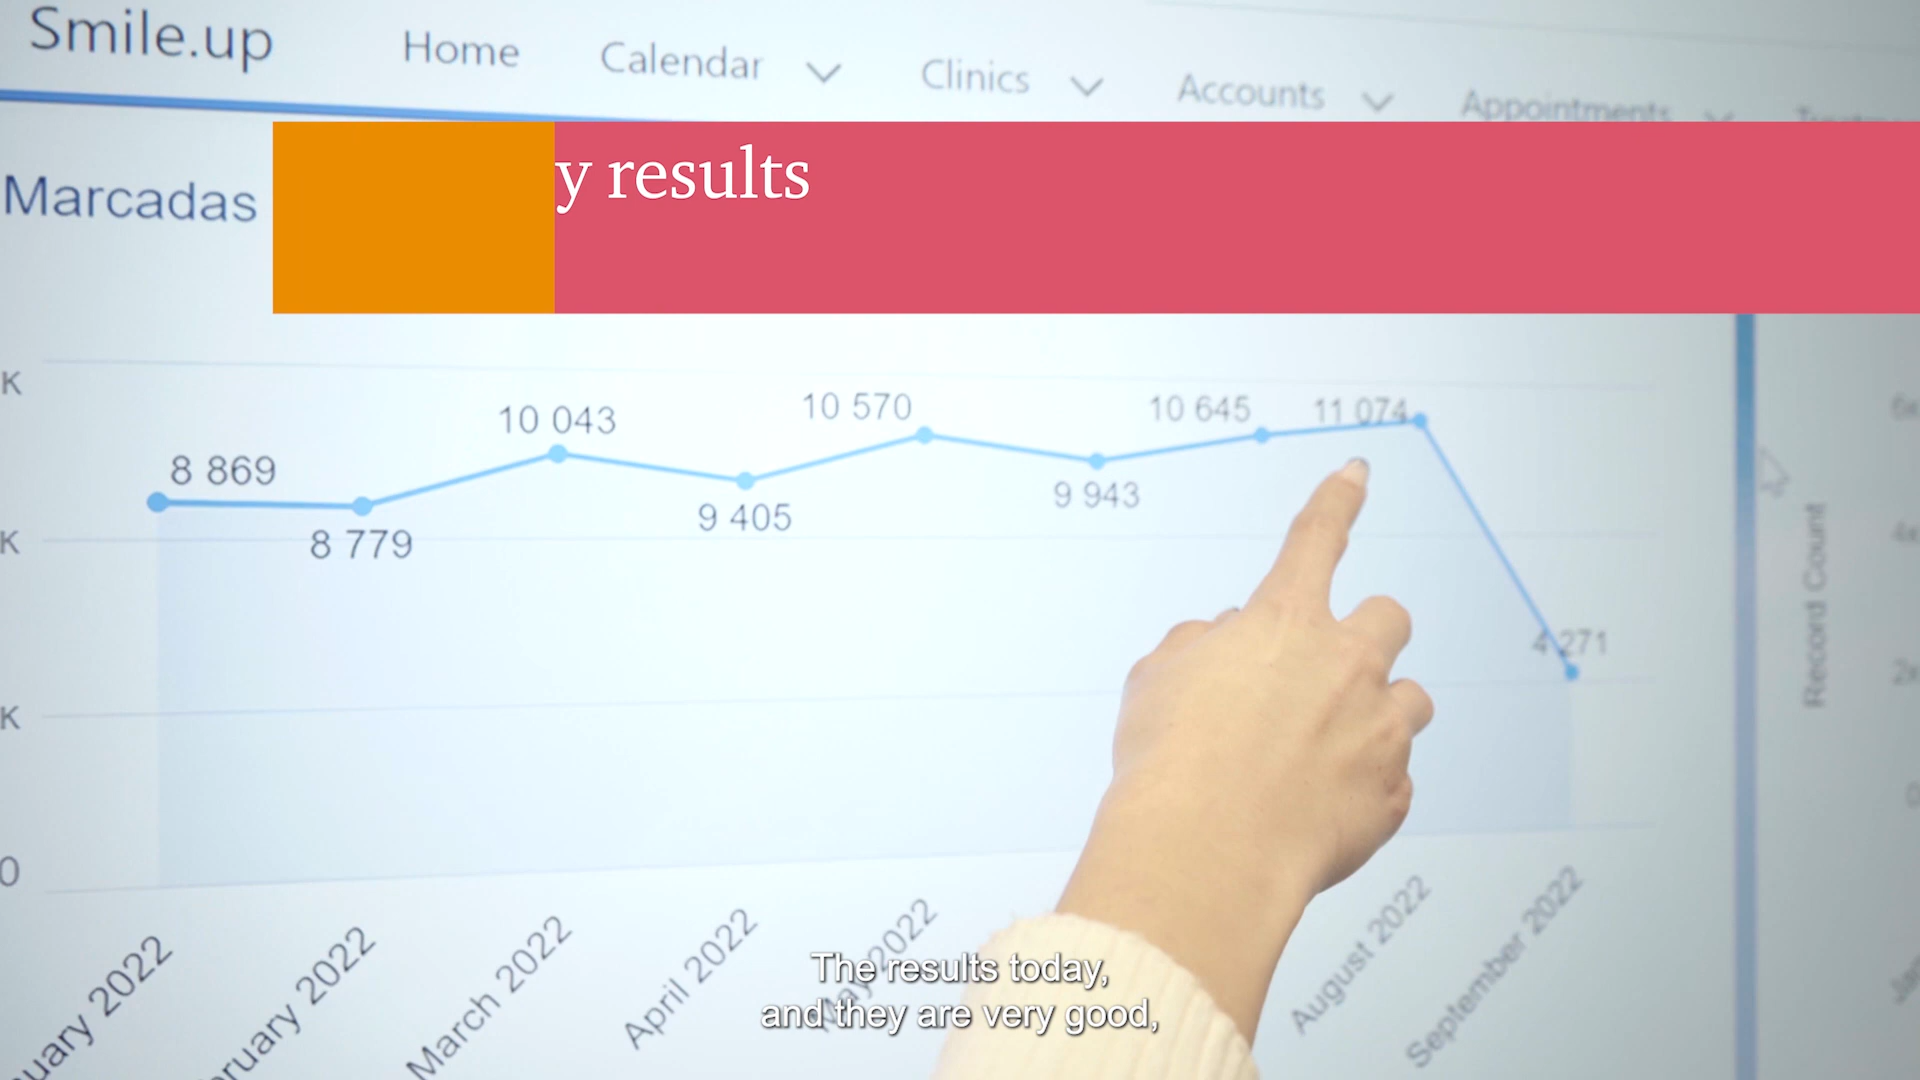 Smile.up Home Calendar Clinics Accounts Appointments
Marcadas
y results
K
8 869
8 779
10 043
9 405
10 570
9 943
10 645
11 074
4 271
K
K
0
uary 2022
ruary 2022
March 2022
April 2022
May 2022
August 2022
September 2022
Record Count
The results today,
and they are very good,